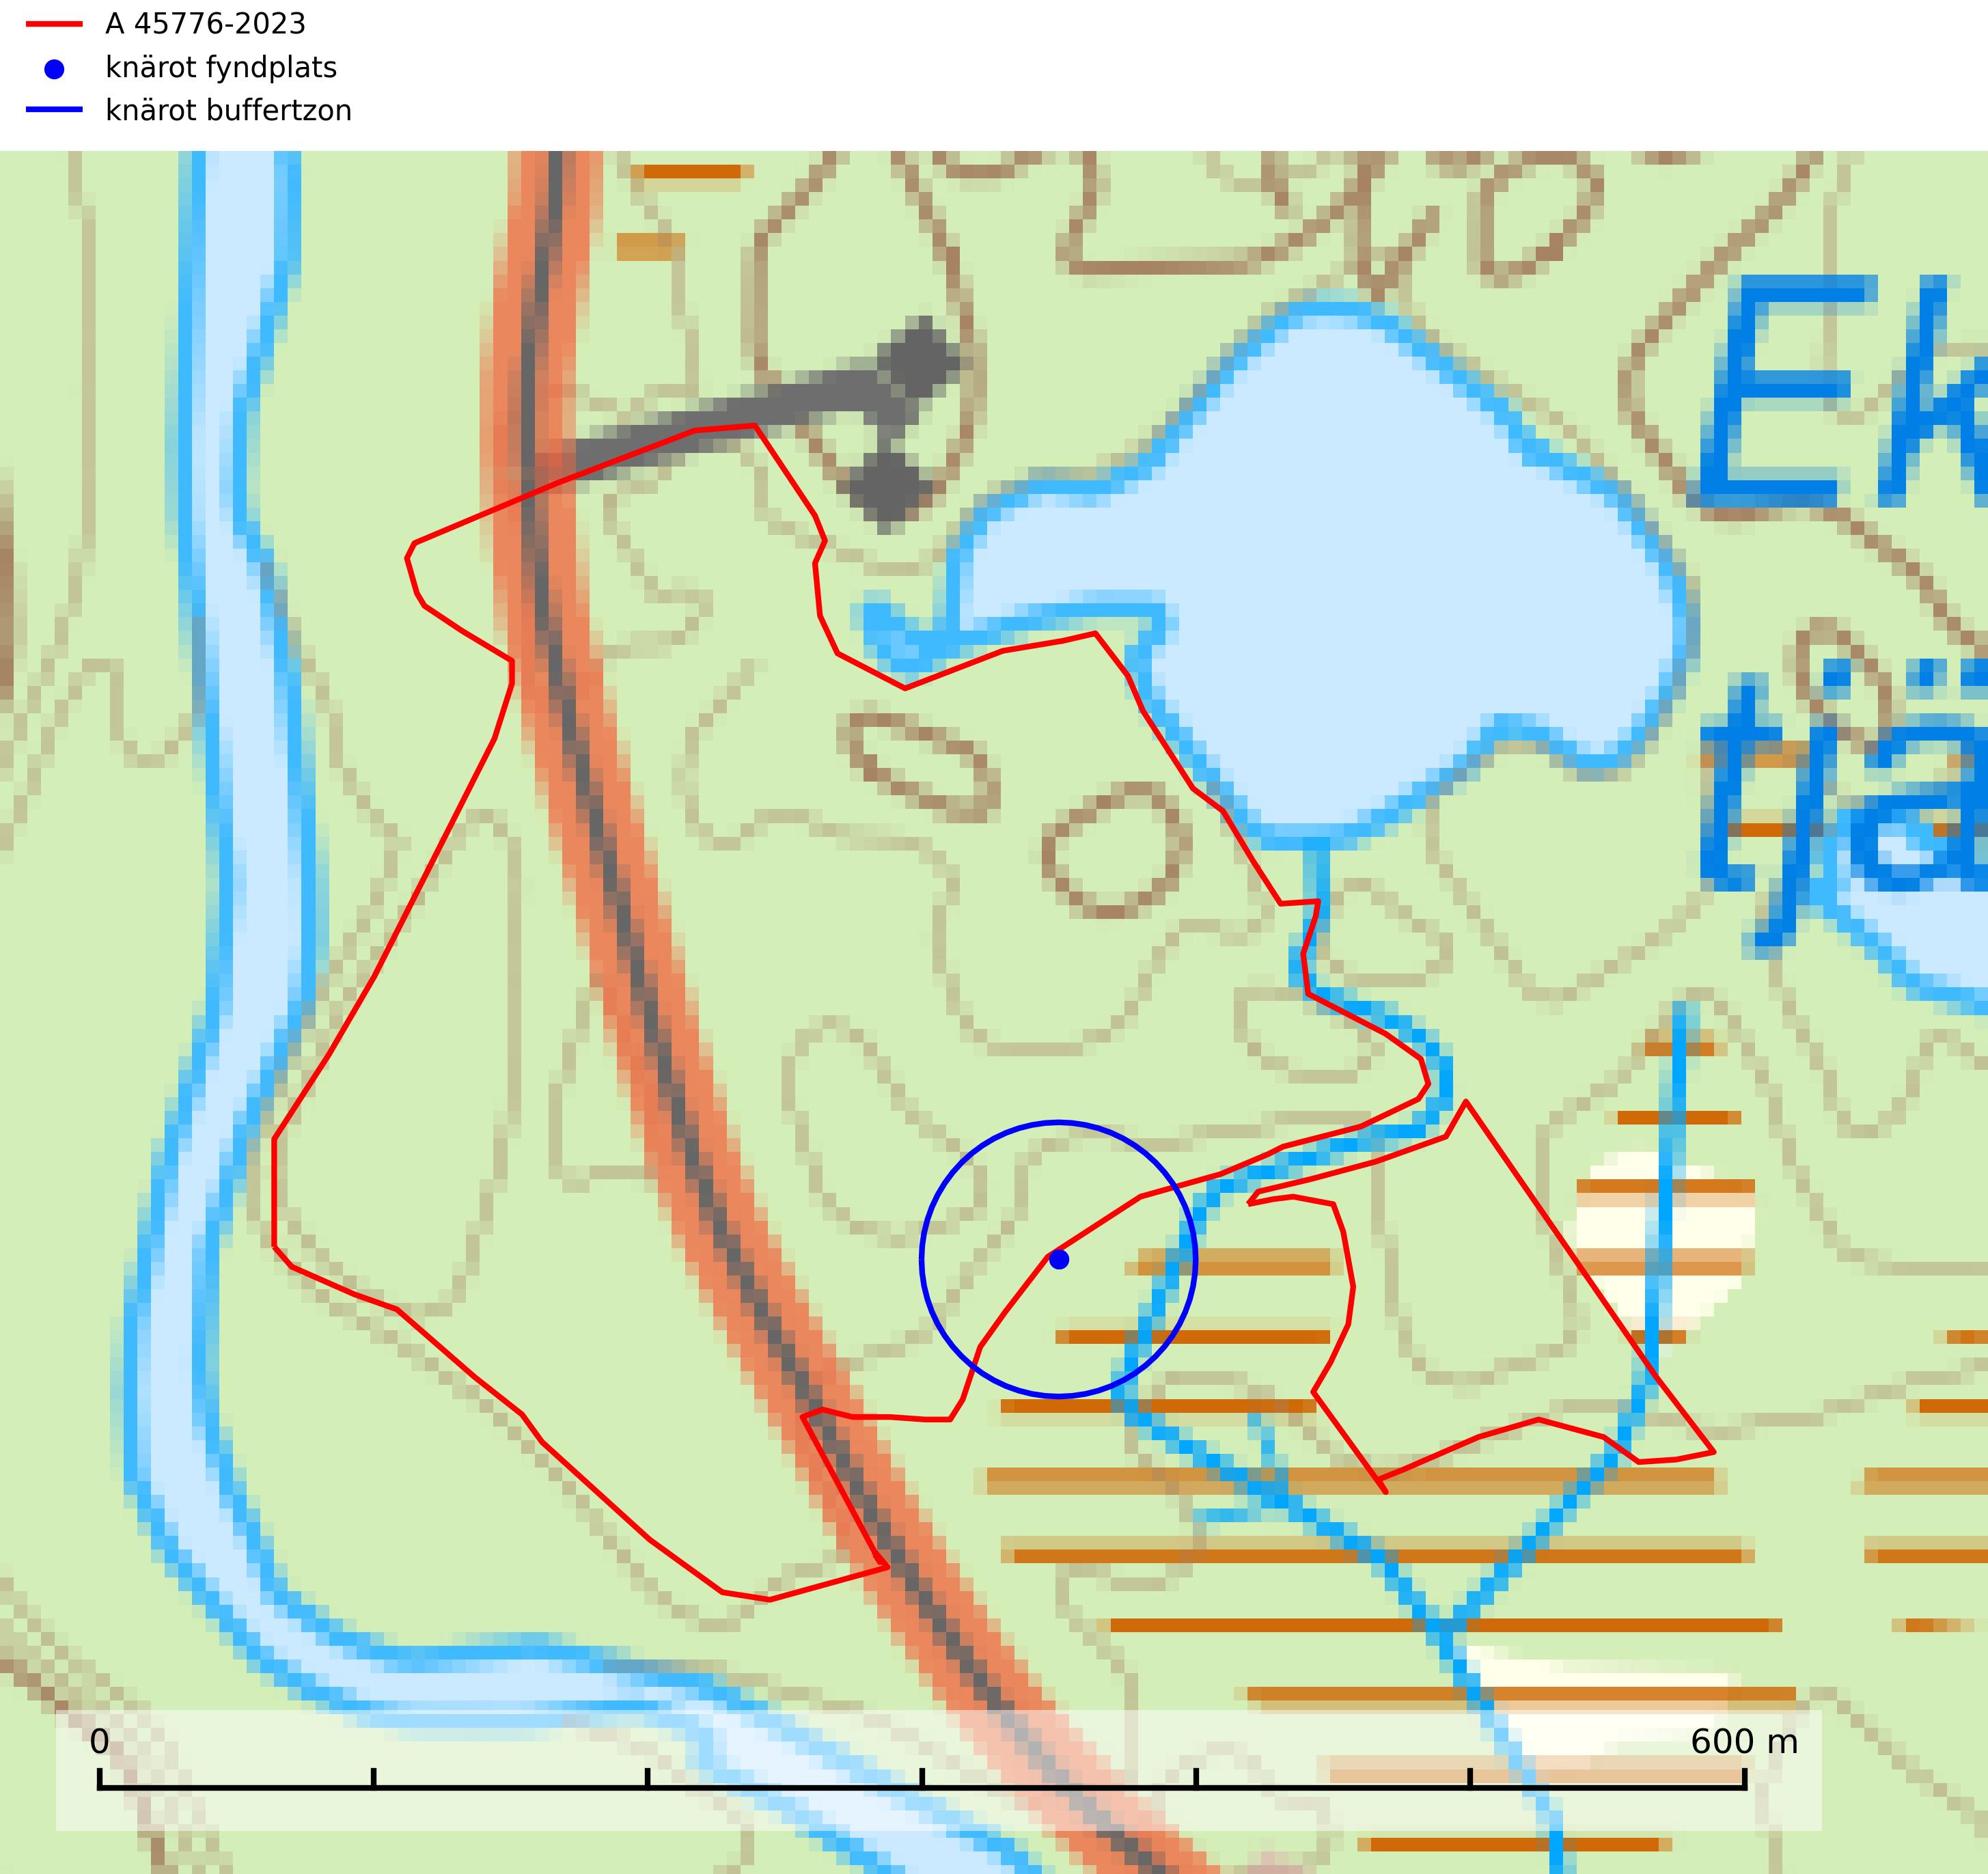 A 45776-2023
knärot fyndplats
knärot buffertzon
0
600 m